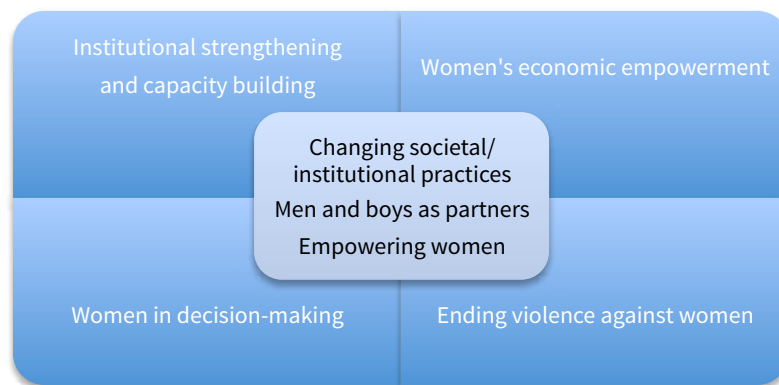 Institutional strengthening
and capacity building
Women's economic empowerment
Changing societal/
institutional practices
Men and boys as partners
Empowering women
Women in decision-making
Ending violence against women